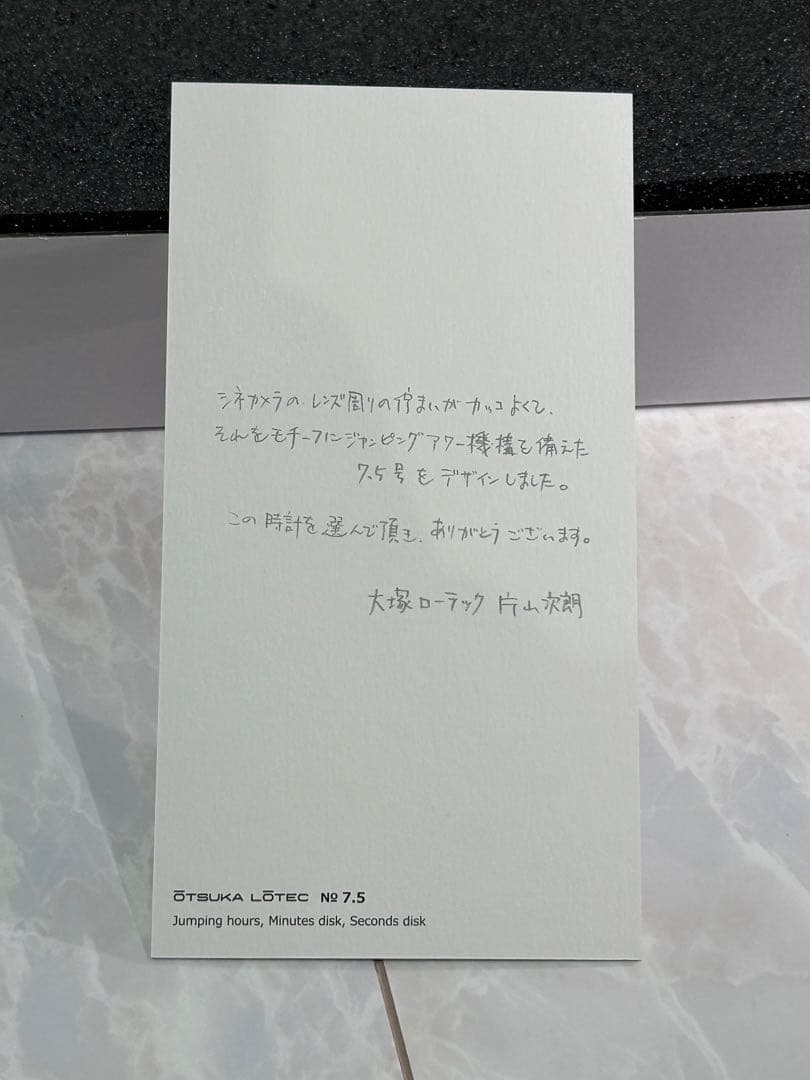 シネカメラのレンズ周りの佇まいがカッコよくて、
それをモチーフにジャンピングアワー機構を備えた
7.5号をデザインしました。
この時計を選んで頂き、ありがとうございます。
大塚ローテック 片山次朗
ŌTSUKA LŌTEC № 7.5
Jumping hours, Minutes disk, Seconds disk